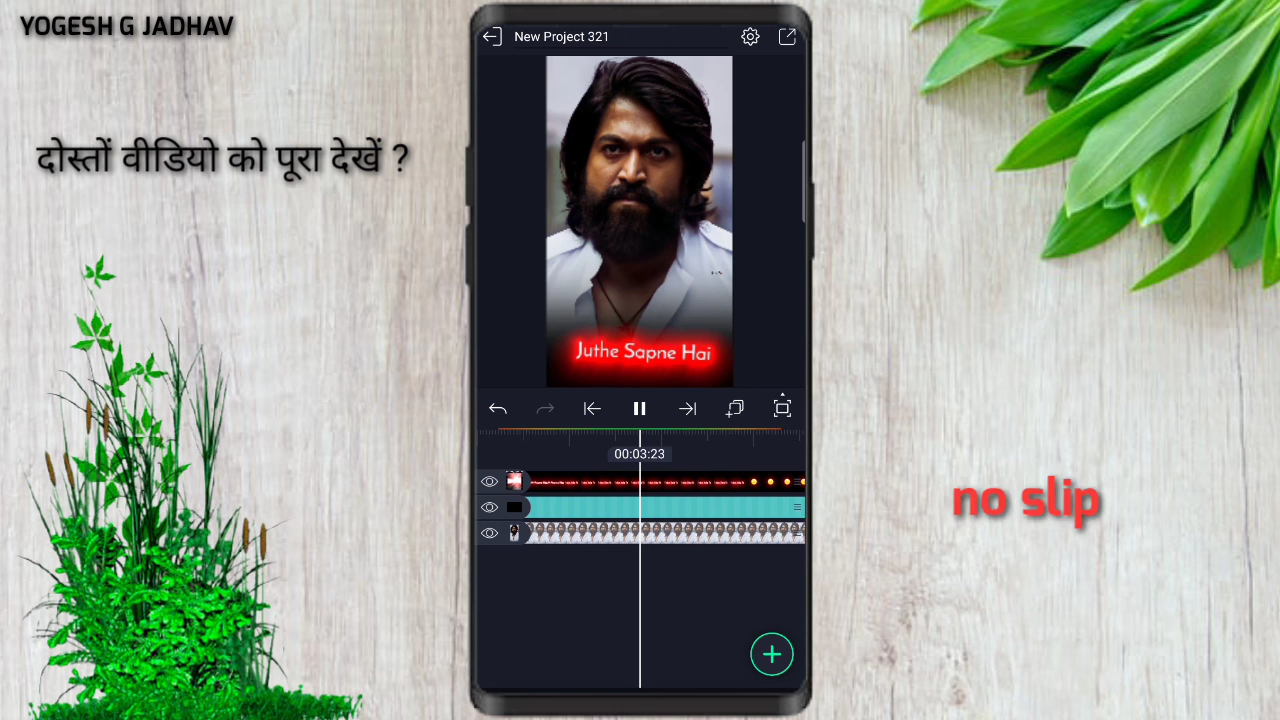 YOGESH G JADHAV
दोस्तों वीडियो को पूरा देखें ?
New Project 321
Juthe Sapne Hai
00:03:23
no slip